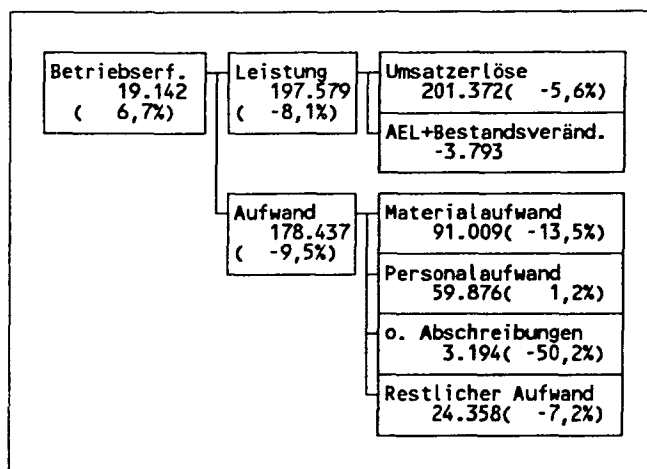 Betriebserf.
19.142
( 6,7%)
Leistung
197.579
( -8,1%)
Umsatzerlöse
201.372( -5,6%)
AEL+Bestandsveränd.
-3.793
Aufwand
178.437
( -9,5%)
Materialaufwand
91.009( -13,5%)
Personalaufwand
59.876( 1,2%)
o. Abschreibungen
3.194( -50,2%)
Restlicher Aufwand
24.358( -7,2%)